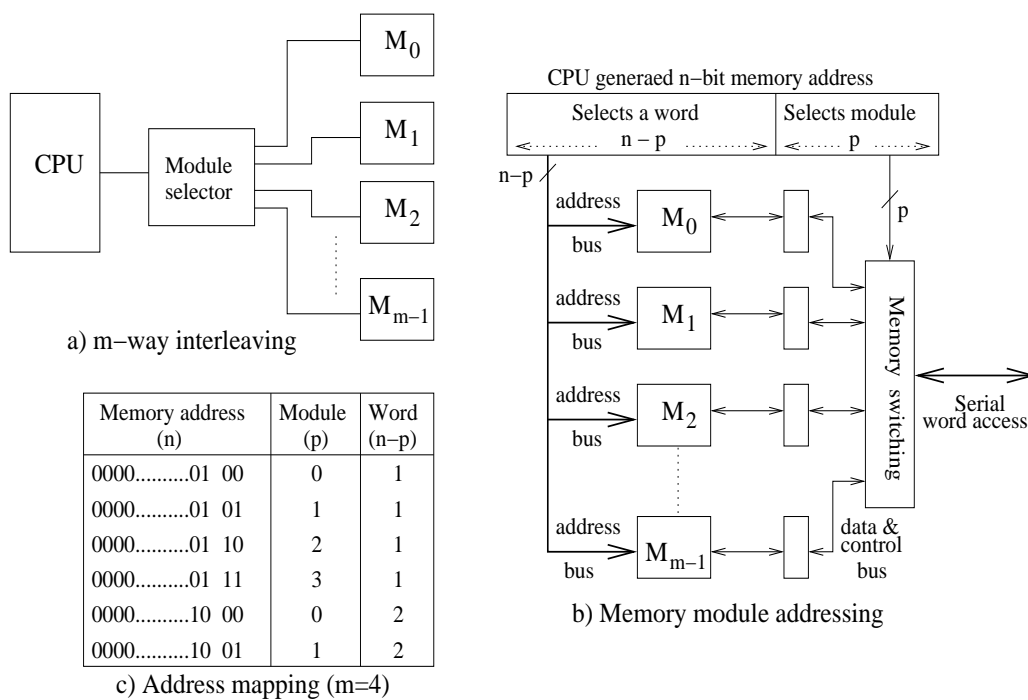 CPU
Module
selector
M0
M1
M2
Mm−1
a) m−way interleaving
CPU generaed n−bit memory address
Selects a word
n − p
Selects module
p
n−p
p
address
bus
M0
address
bus
M1
address
bus
M2
address
bus
Mm−1
Memory switching
Serial
word access
data &
control
bus
b) Memory module addressing
Memory address (n) Module (p) Word (n−p)
0000..........01 00 0 1
0000..........01 01 1 1
0000..........01 10 2 1
0000..........01 11 3 1
0000..........10 00 0 2
0000..........10 01 1 2
c) Address mapping (m=4)